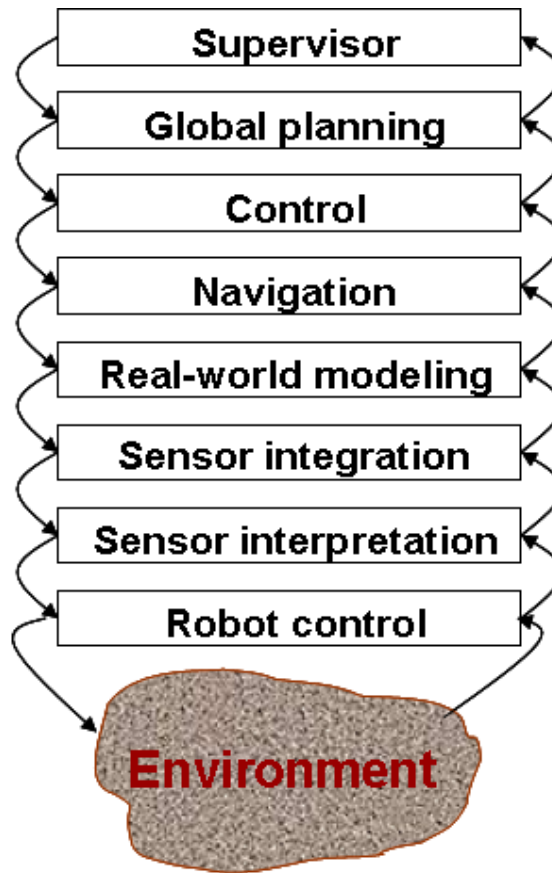 Supervisor
Global planning
Control
Navigation
Real-world modeling
Sensor integration
Sensor interpretation
Robot control
Environment